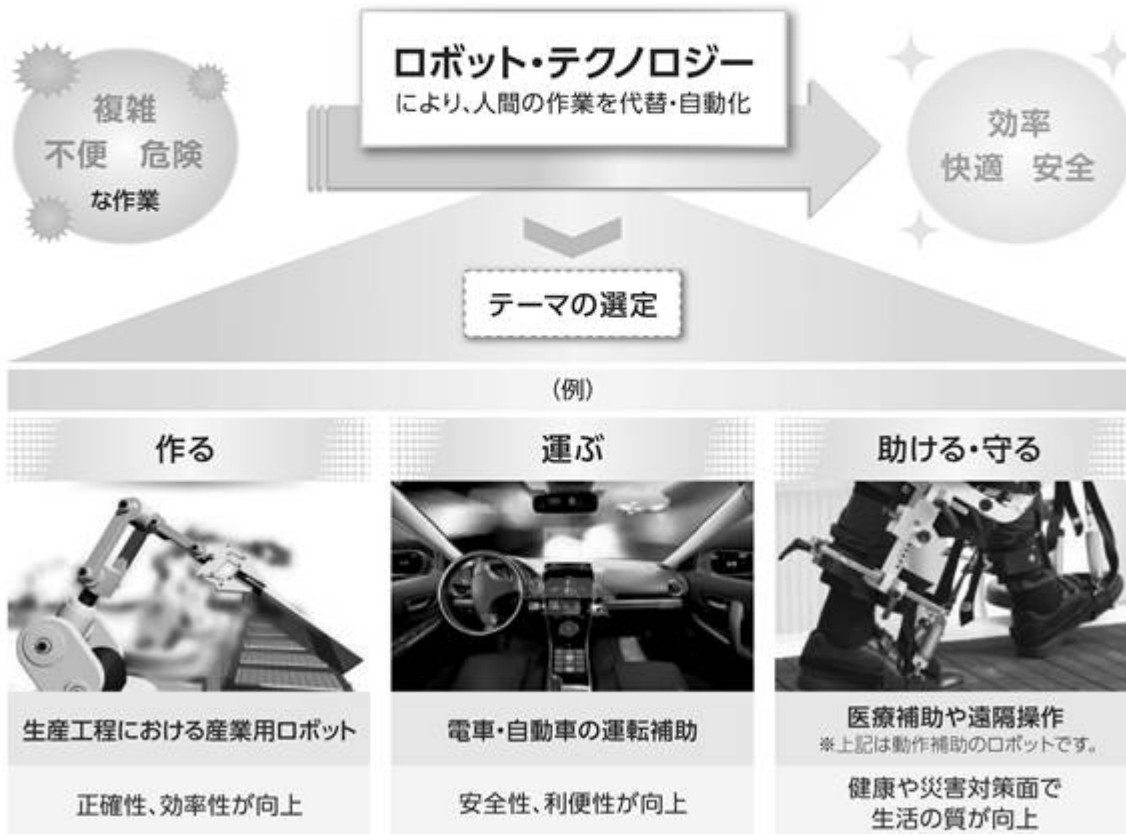 ロボット・テクノロジー
により、人間の作業を代替・自動化
複雑
不便 危険
な作業
効率
快適 安全
テーマの選定
(例)
作る
運ぶ
助ける・守る
生産工程における産業用ロボット
電車・自動車の運転補助
医療補助や遠隔操作
※上記は動作補助のロボットです。
正確性、効率性が向上
安全性、利便性が向上
健康や災害対策面で
生活の質が向上